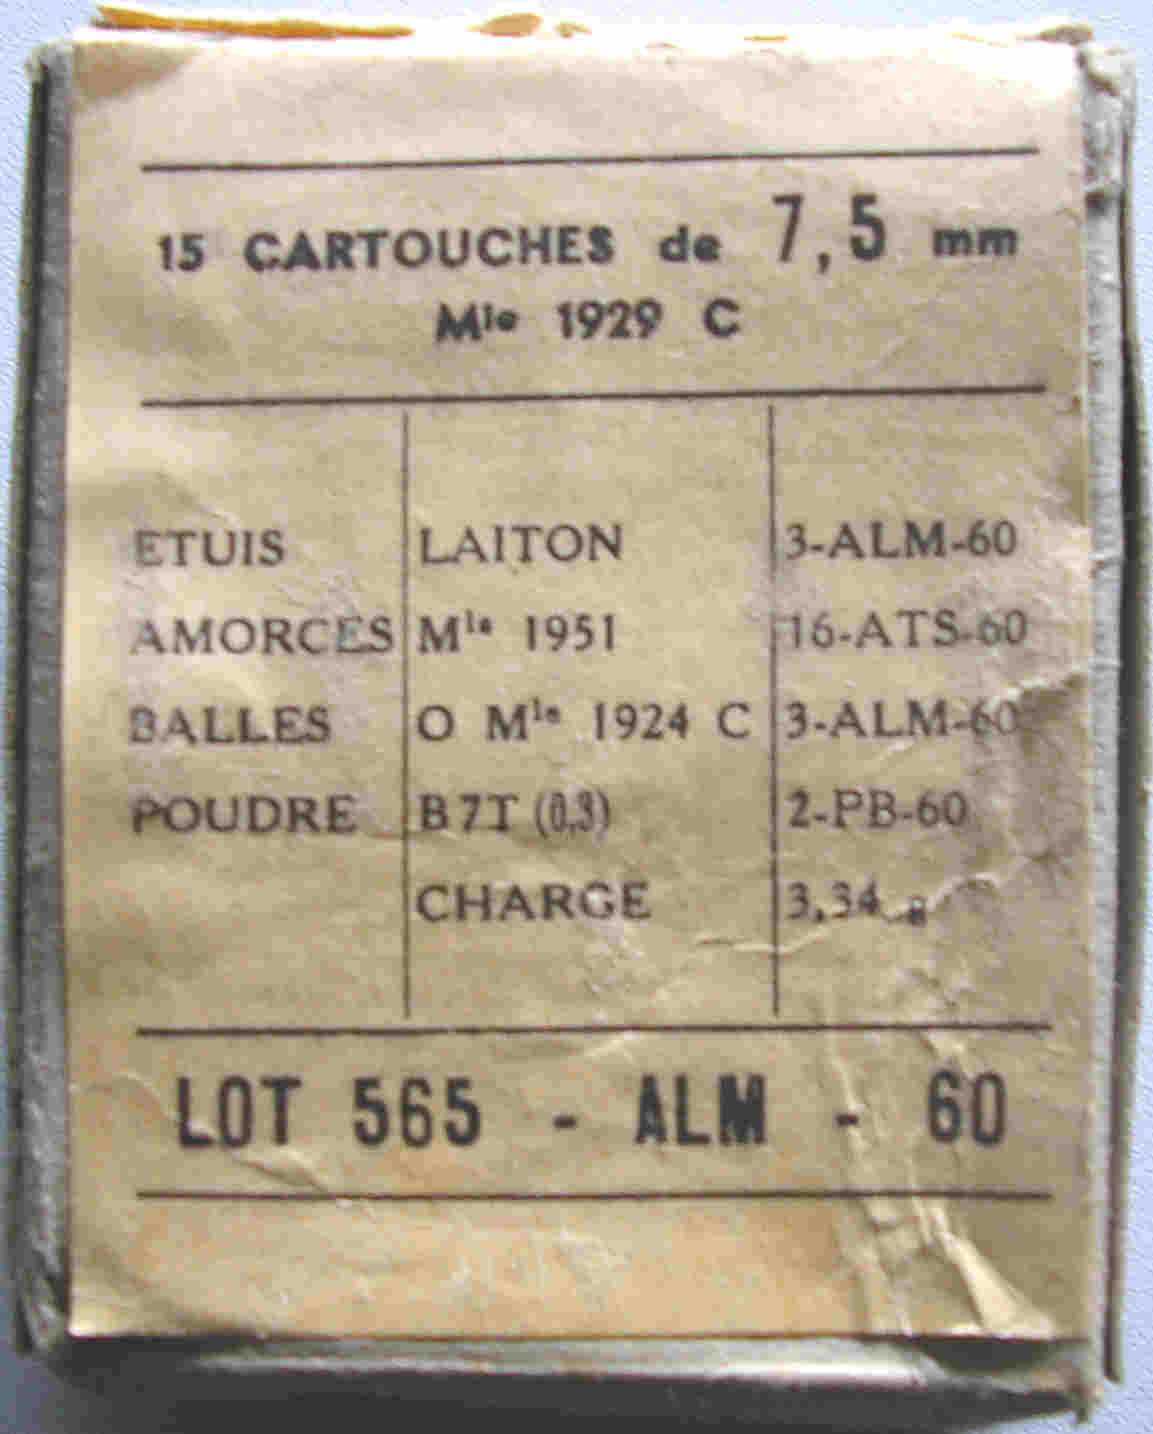 15 CARTOUCHES de 7,5 mm
Mle 1929 C
ETUIS LAITON 3-ALM-60
AMORCES Mle 1951 16-ATS-60
BALLES O Mle 1924 C 3-ALM-60
POUDRE B 7T (0,3) 2-PB-60
CHARGE 3,34 g
LOT 565 - ALM - 60